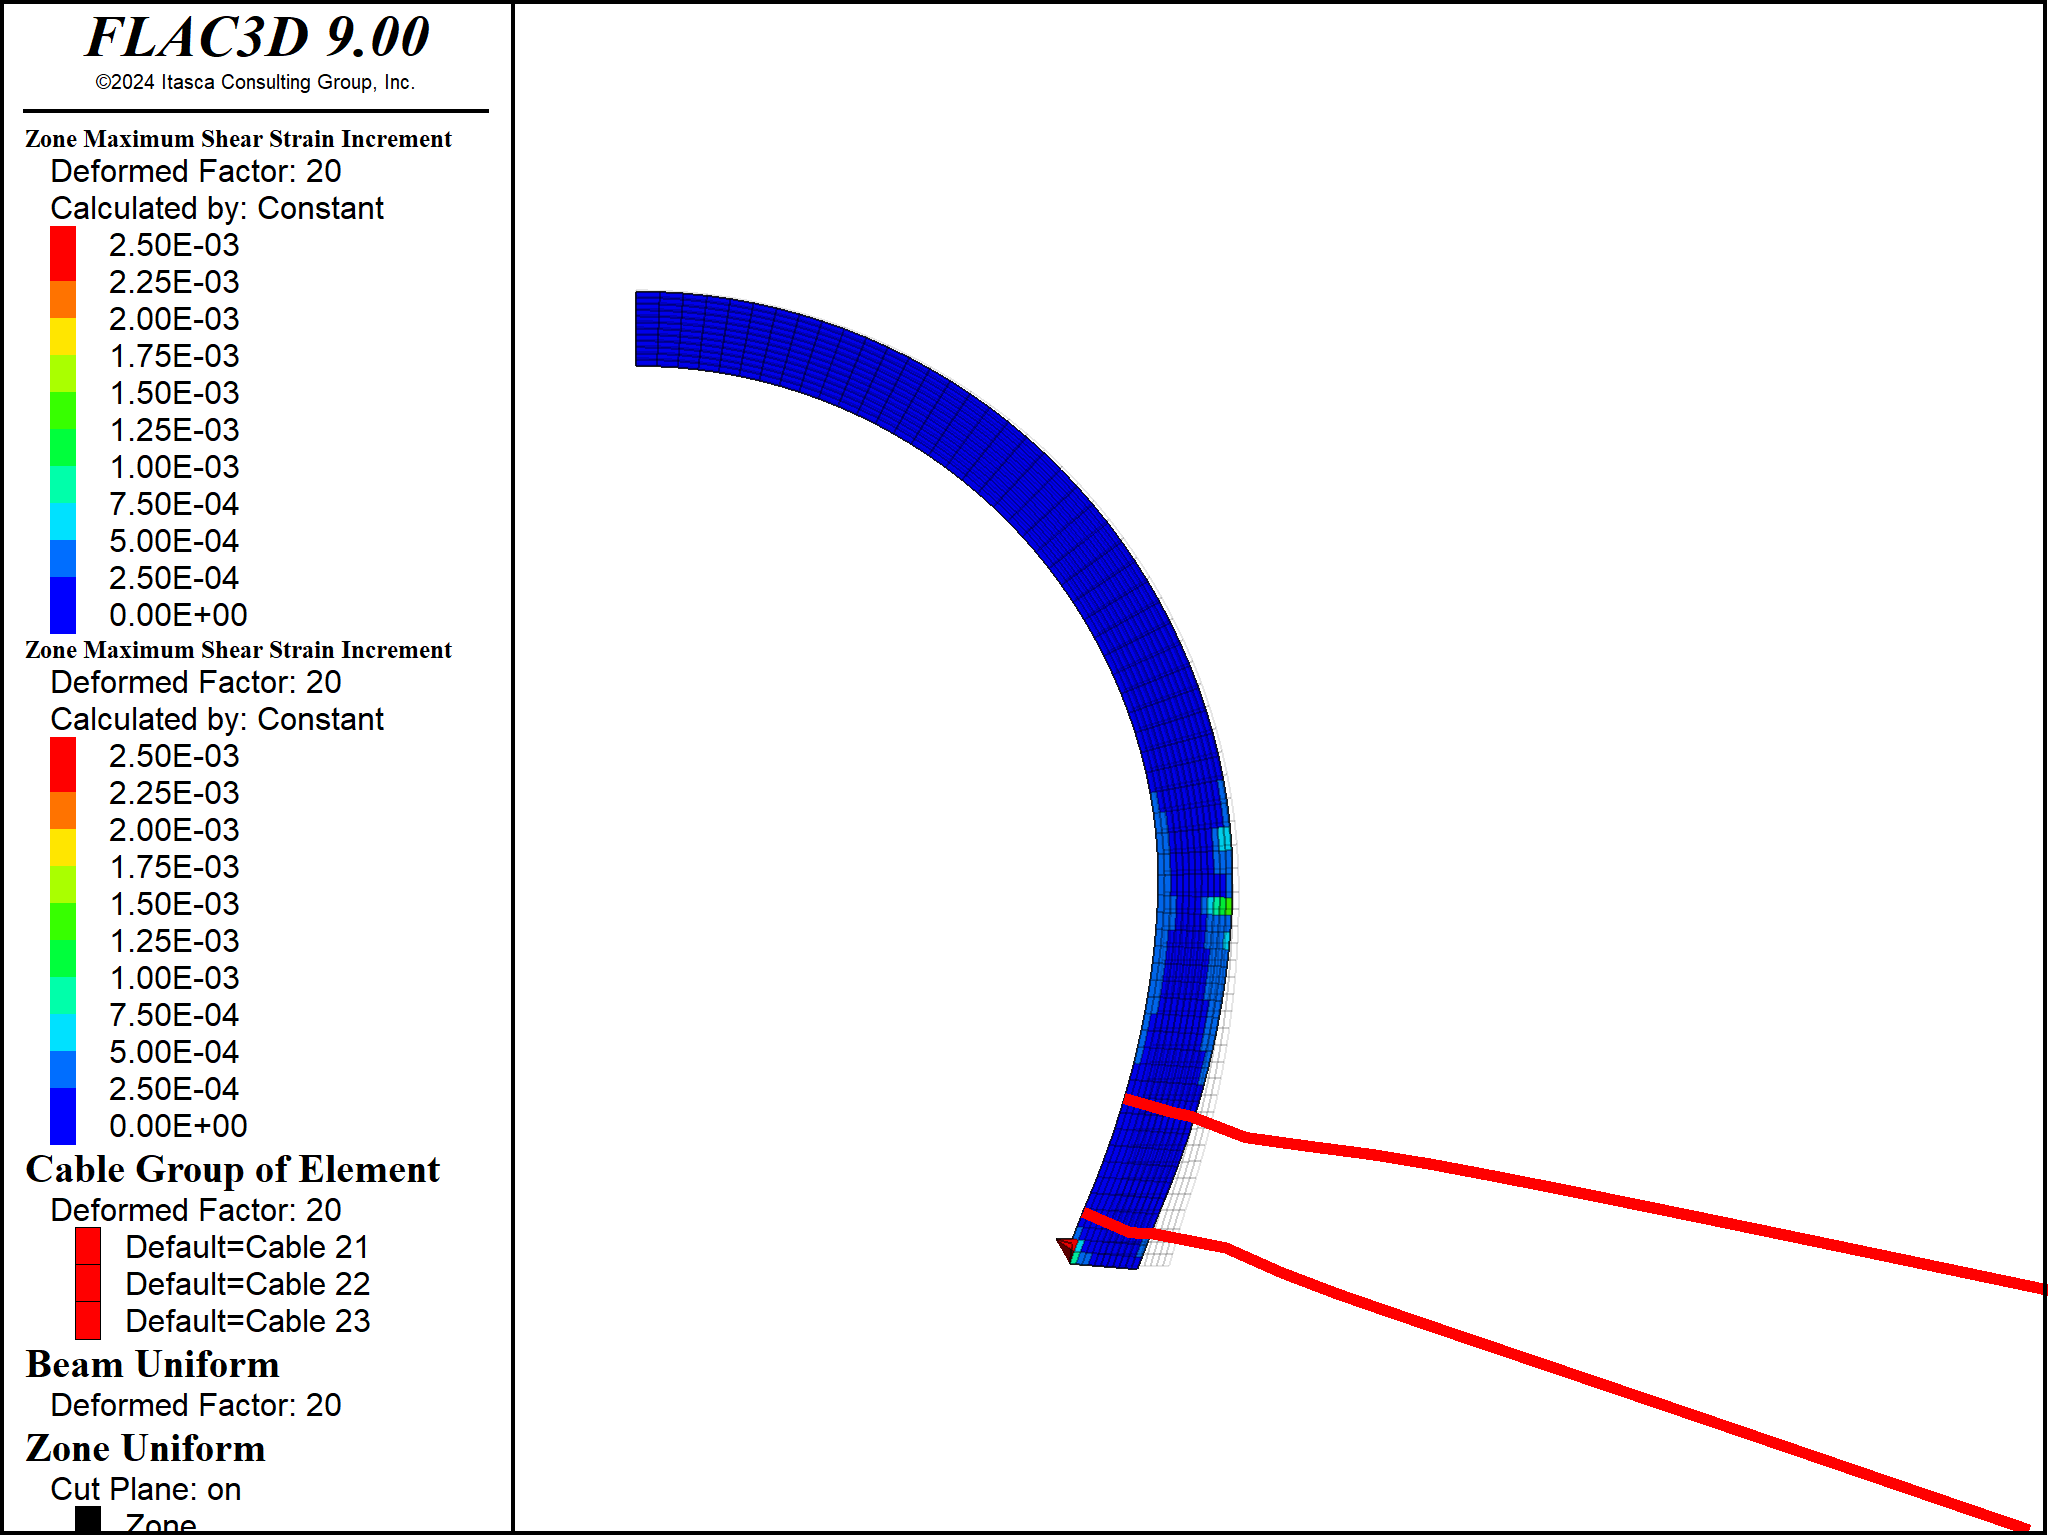 FLAC3D 9.00
©2024 Itasca Consulting Group, Inc.
Zone Maximum Shear Strain Increment
Deformed Factor: 20
Calculated by: Constant
2.50E-03
2.25E-03
2.00E-03
1.75E-03
1.50E-03
1.25E-03
1.00E-03
7.50E-04
5.00E-04
2.50E-04
0.00E+00
Zone Maximum Shear Strain Increment
Deformed Factor: 20
Calculated by: Constant
2.50E-03
2.25E-03
2.00E-03
1.75E-03
1.50E-03
1.25E-03
1.00E-03
7.50E-04
5.00E-04
2.50E-04
0.00E+00
Cable Group of Element
Deformed Factor: 20
Default=Cable 21
Default=Cable 22
Default=Cable 23
Beam Uniform
Deformed Factor: 20
Zone Uniform
Cut Plane: on
Zone